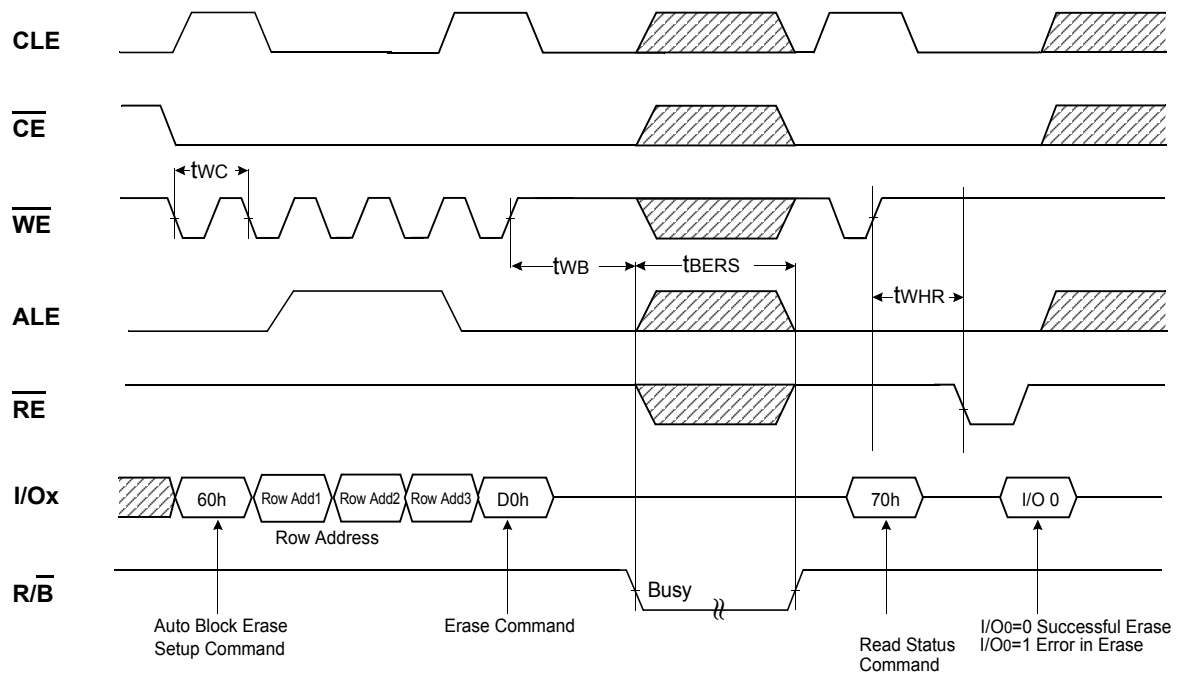 CLE
CE
tWC
WE
tWB
tBERS
tWHR
ALE
RE
I/Ox
60h
Row Add1
Row Add2
Row Add3
D0h
70h
I/O 0
Row Address
R/B
Busy
Auto Block Erase
Setup Command
Erase Command
Read Status
Command
I/O0=0 Successful Erase
I/O0=1 Error in Erase